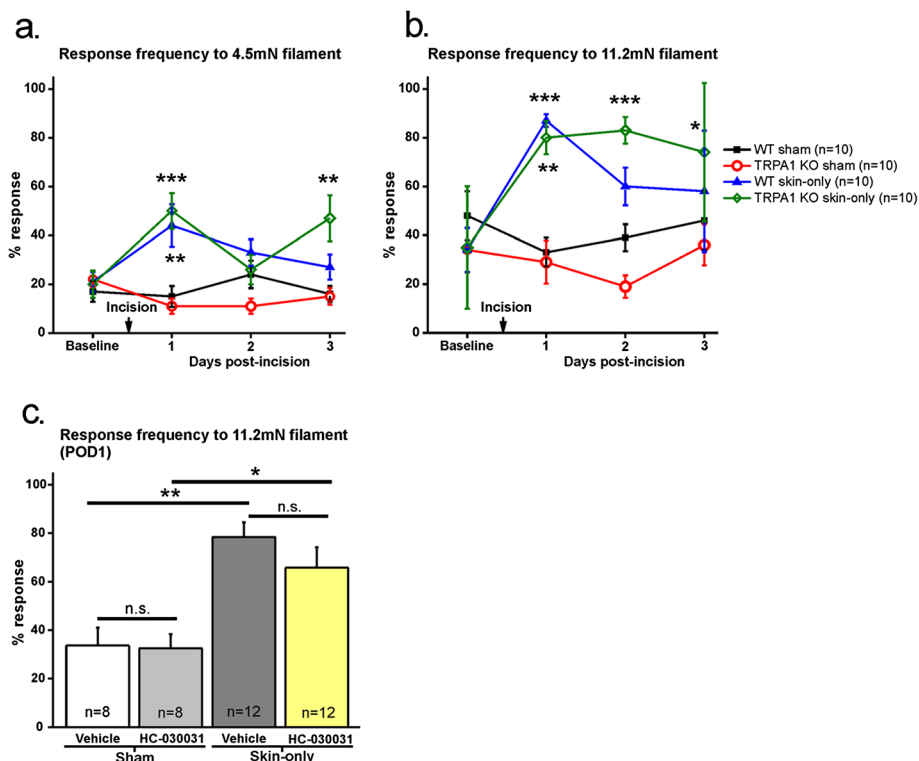 a.
Response frequency to 4.5mN filament
100
80
60
40
20
0
% response
***
**
**
Incision
Baseline
1
2
3
Days post-incision
b.
Response frequency to 11.2mN filament
100
80
60
40
20
0
% response
***
**
***
*
Incision
Baseline
1
2
3
Days post-incision
WT sham (n=10)
TRPA1 KO sham (n=10)
WT skin-only (n=10)
TRPA1 KO skin-only (n=10)
c.
Response frequency to 11.2mN filament
(POD1)
100
80
60
40
20
0
% response
*
**
n.s.
n.s.
n=8
n=8
n=12
n=12
Vehicle
HC-030031
Vehicle
HC-030031
Sham
Skin-only